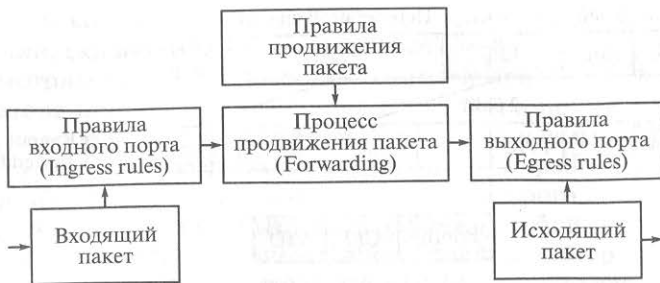 Правила
продвижения
пакета
Правила
входного порта
(Ingress rules)
Процесс
продвижения пакета
(Forwarding)
Правила
выходного порта
(Egress rules)
Входящий
пакет
Исходящий
пакет